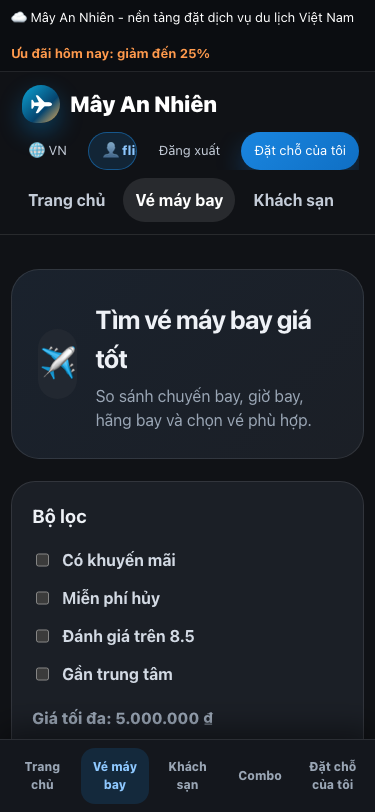 Mây An Nhiên - nền tảng đặt dịch vụ du lịch Việt Nam
Ưu đãi hôm nay: giảm đến 25%
Mây An Nhiên
VN
fli
Đăng xuất
Đặt chỗ của tôi
Trang chủ
Vé máy bay
Khách sạn
Tìm vé máy bay giá
tốt
So sánh chuyến bay, giờ bay,
hãng bay và chọn vé phù hợp.
Bộ lọc
Có khuyến mãi
Miễn phí hủy
Đánh giá trên 8.5
Gần trung tâm
Giá tối đa: 5.000.000 ₫
Trang
chủ
Vé máy
bay
Khách
sạn
Combo
Đặt chỗ
của tôi